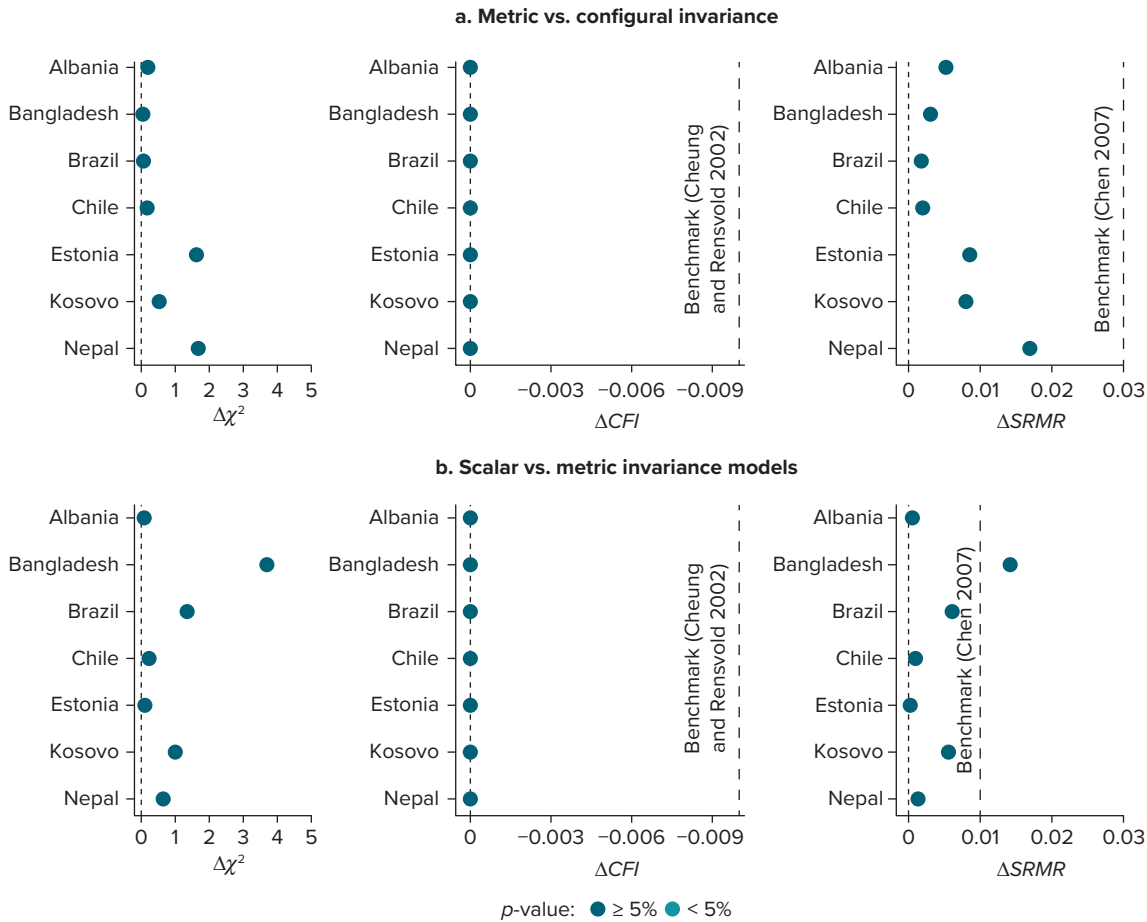 a. Metric vs. configural invariance
Albania
Bangladesh
Brazil
Chile
Estonia
Kosovo
Nepal
0 1 2 3 4 5
Δχ²
Albania
Bangladesh
Brazil
Chile
Estonia
Kosovo
Nepal
Benchmark (Cheung
and Rensvold 2002)
0 −0.003 −0.006 −0.009
ΔCFI
Albania
Bangladesh
Brazil
Chile
Estonia
Kosovo
Nepal
Benchmark (Chen 2007)
0 0.01 0.02 0.03
ΔSRMR
b. Scalar vs. metric invariance models
Albania
Bangladesh
Brazil
Chile
Estonia
Kosovo
Nepal
0 1 2 3 4 5
Δχ²
Albania
Bangladesh
Brazil
Chile
Estonia
Kosovo
Nepal
Benchmark (Cheung
and Rensvold 2002)
0 −0.003 −0.006 −0.009
ΔCFI
Albania
Bangladesh
Brazil
Chile
Estonia
Kosovo
Nepal
Benchmark (Chen 2007)
0 0.01 0.02 0.03
ΔSRMR
p-value: ≥ 5% < 5%